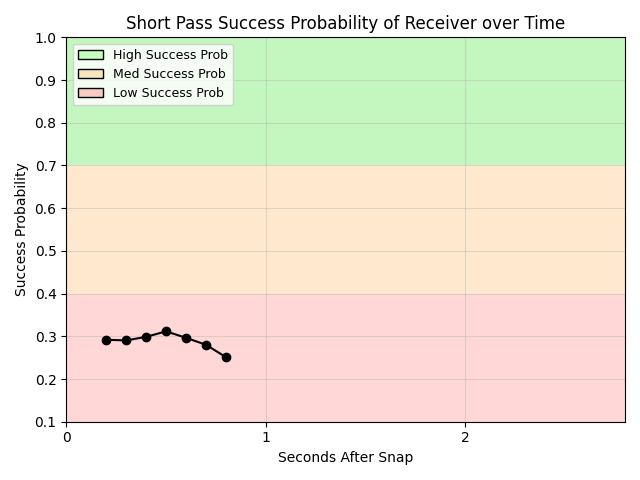 Short Pass Success Probability of Receiver over Time
High Success Prob
Med Success Prob
Low Success Prob
Success Probability
1.0
0.9
0.8
0.7
0.6
0.5
0.4
0.3
0.2
0.1
0 1 2
Seconds After Snap